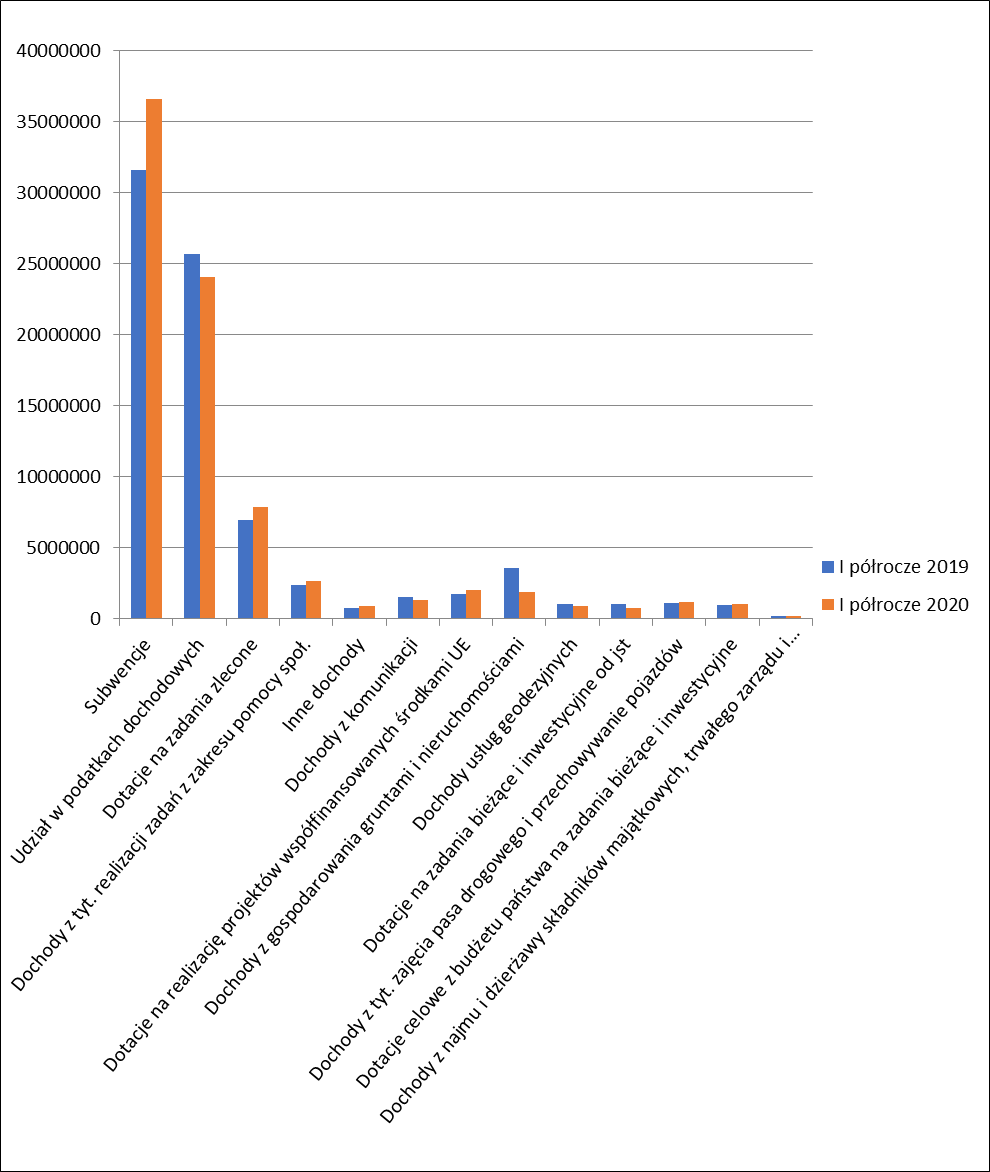 40000000
35000000
30000000
25000000
20000000
15000000
10000000
5000000
0
I półrocze 2019
I półrocze 2020
Subwencje
Udział w podatkach dochodowych
Dotacje na zadania zlecone
Dochody z tyt. realizacji zadań z zakresu pomocy społ.
Inne dochody
Dochody z komunikacji
Dotacje na realizację projektów współfinansowanych środkami UE
Dochody z gospodarowania gruntami i nieruchomościami
Dochody usług geodezyjnych
Dotacje na zadania bieżące i inwestycyjne od jst
Dochody z tyt. zajęcia pasa drogowego i przechowywanie pojazdów
Dotacje celowe z budżetu państwa na zadania bieżące i inwestycyjne
Dochody z najmu i dzierżawy składników majątkowych, trwałego zarządu i...